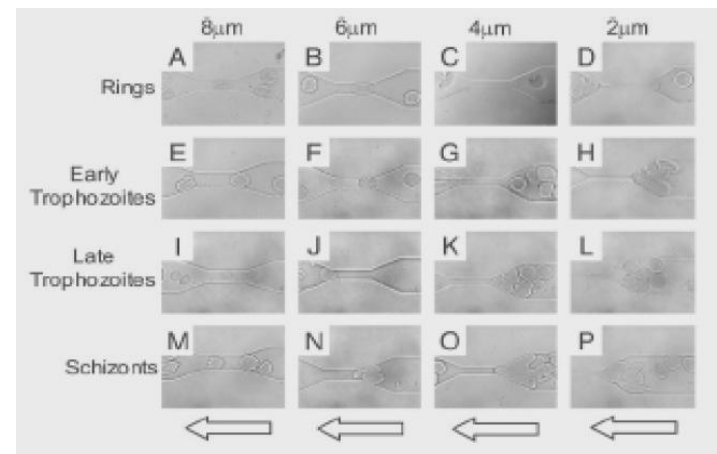 8μm 6μm 4μm 2μm
Rings A B C D
Early
Trophozoites E F G H
Late
Trophozoites I J K L
Schizonts M N O P